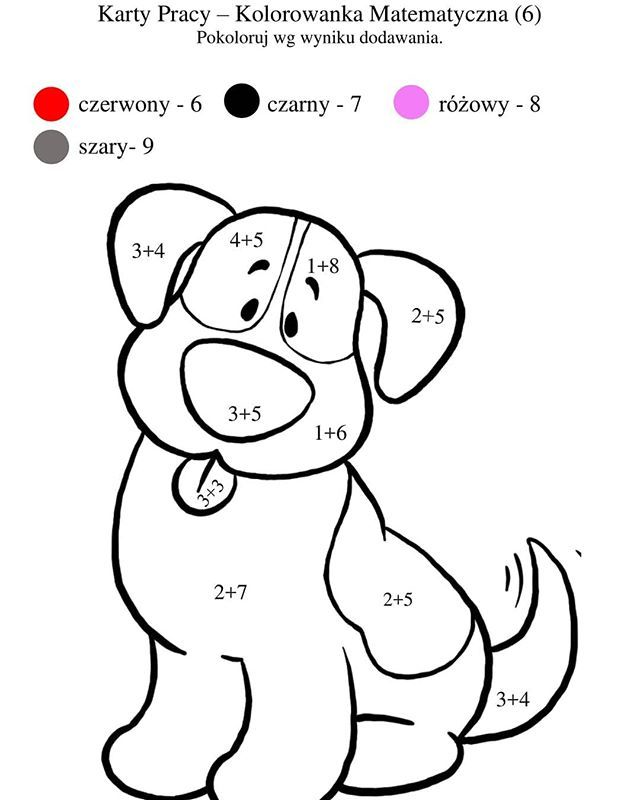 Karty Pracy – Kolorowanka Matematyczna (6)
Pokoloruj wg wyniku dodawania.
czerwony - 6 czarny - 7 różowy - 8
szary- 9
3+4
4+5
1+8
2+5
3+5
1+6
3+3
2+7
2+5
3+4